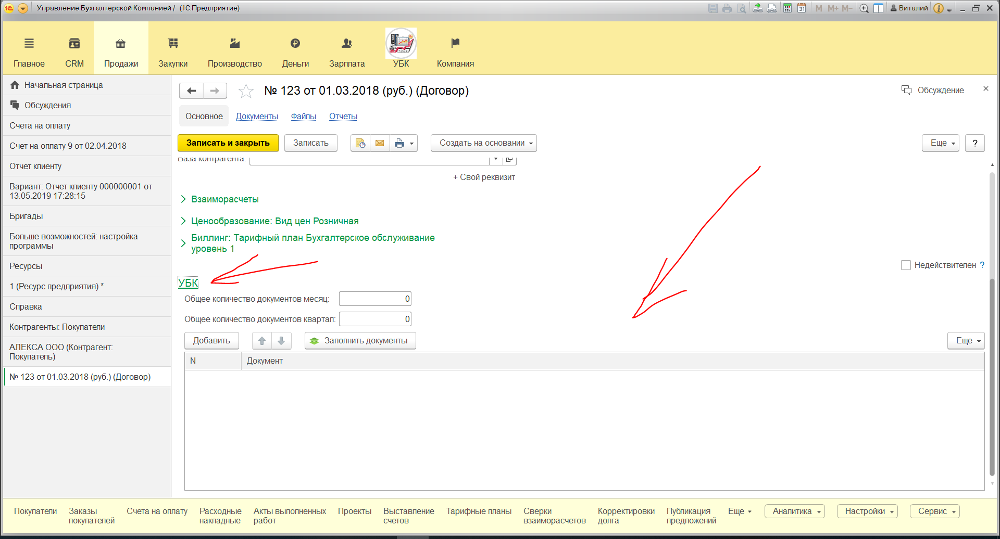 Управление Бухгалтерской Компанией / (1С:Предприятие)
31
M M+ M-
Виталий
Главное
CRM
Продажи
Закупки
Производство
Деньги
Зарплата
УБК
Компания
Начальная страница
Обсуждения
Счета на оплату
Счет на оплату 9 от 02.04.2018
Отчет клиенту
Вариант: Отчет клиенту 000000001 от
13.05.2019 17:28:15
Бригады
Больше возможностей: настройка
программы
Ресурсы
1 (Ресурс предприятия) *
Справка
Контрагенты: Покупатели
АЛЕКСА ООО (Контрагент:
Покупатель)
№ 123 от 01.03.2018 (руб.) (Договор)
№ 123 от 01.03.2018 (руб.) (Договор)
Обсуждение
Основное
Документы
Файлы
Отчеты
Записать и закрыть
Записать
Создать на основании
Еще
?
База контрагента:
+ Свой реквизит
Взаиморасчеты
Ценообразование: Вид цен Розничная
Биллинг: Тарифный план Бухгалтерское обслуживание
уровень 1
Недействителен ?
УБК
Общее количество документов месяц: 0
Общее количество документов квартал: 0
Добавить
Заполнить документы
Еще
N
Документ
Покупатели
Заказы
покупателей
Счета на оплату
Расходные
накладные
Акты выполненных
работ
Проекты
Выставление
счетов
Тарифные планы
Сверки
взаиморасчетов
Корректировки
долга
Публикация
предложений
Еще
Аналитика
Настройки
Сервис